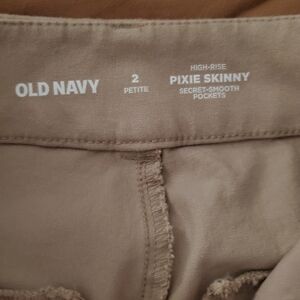 OLD NAVY
2
PETITE
HIGH-RISE
PIXIE SKINNY
SECRET-SMOOTH
POCKETS